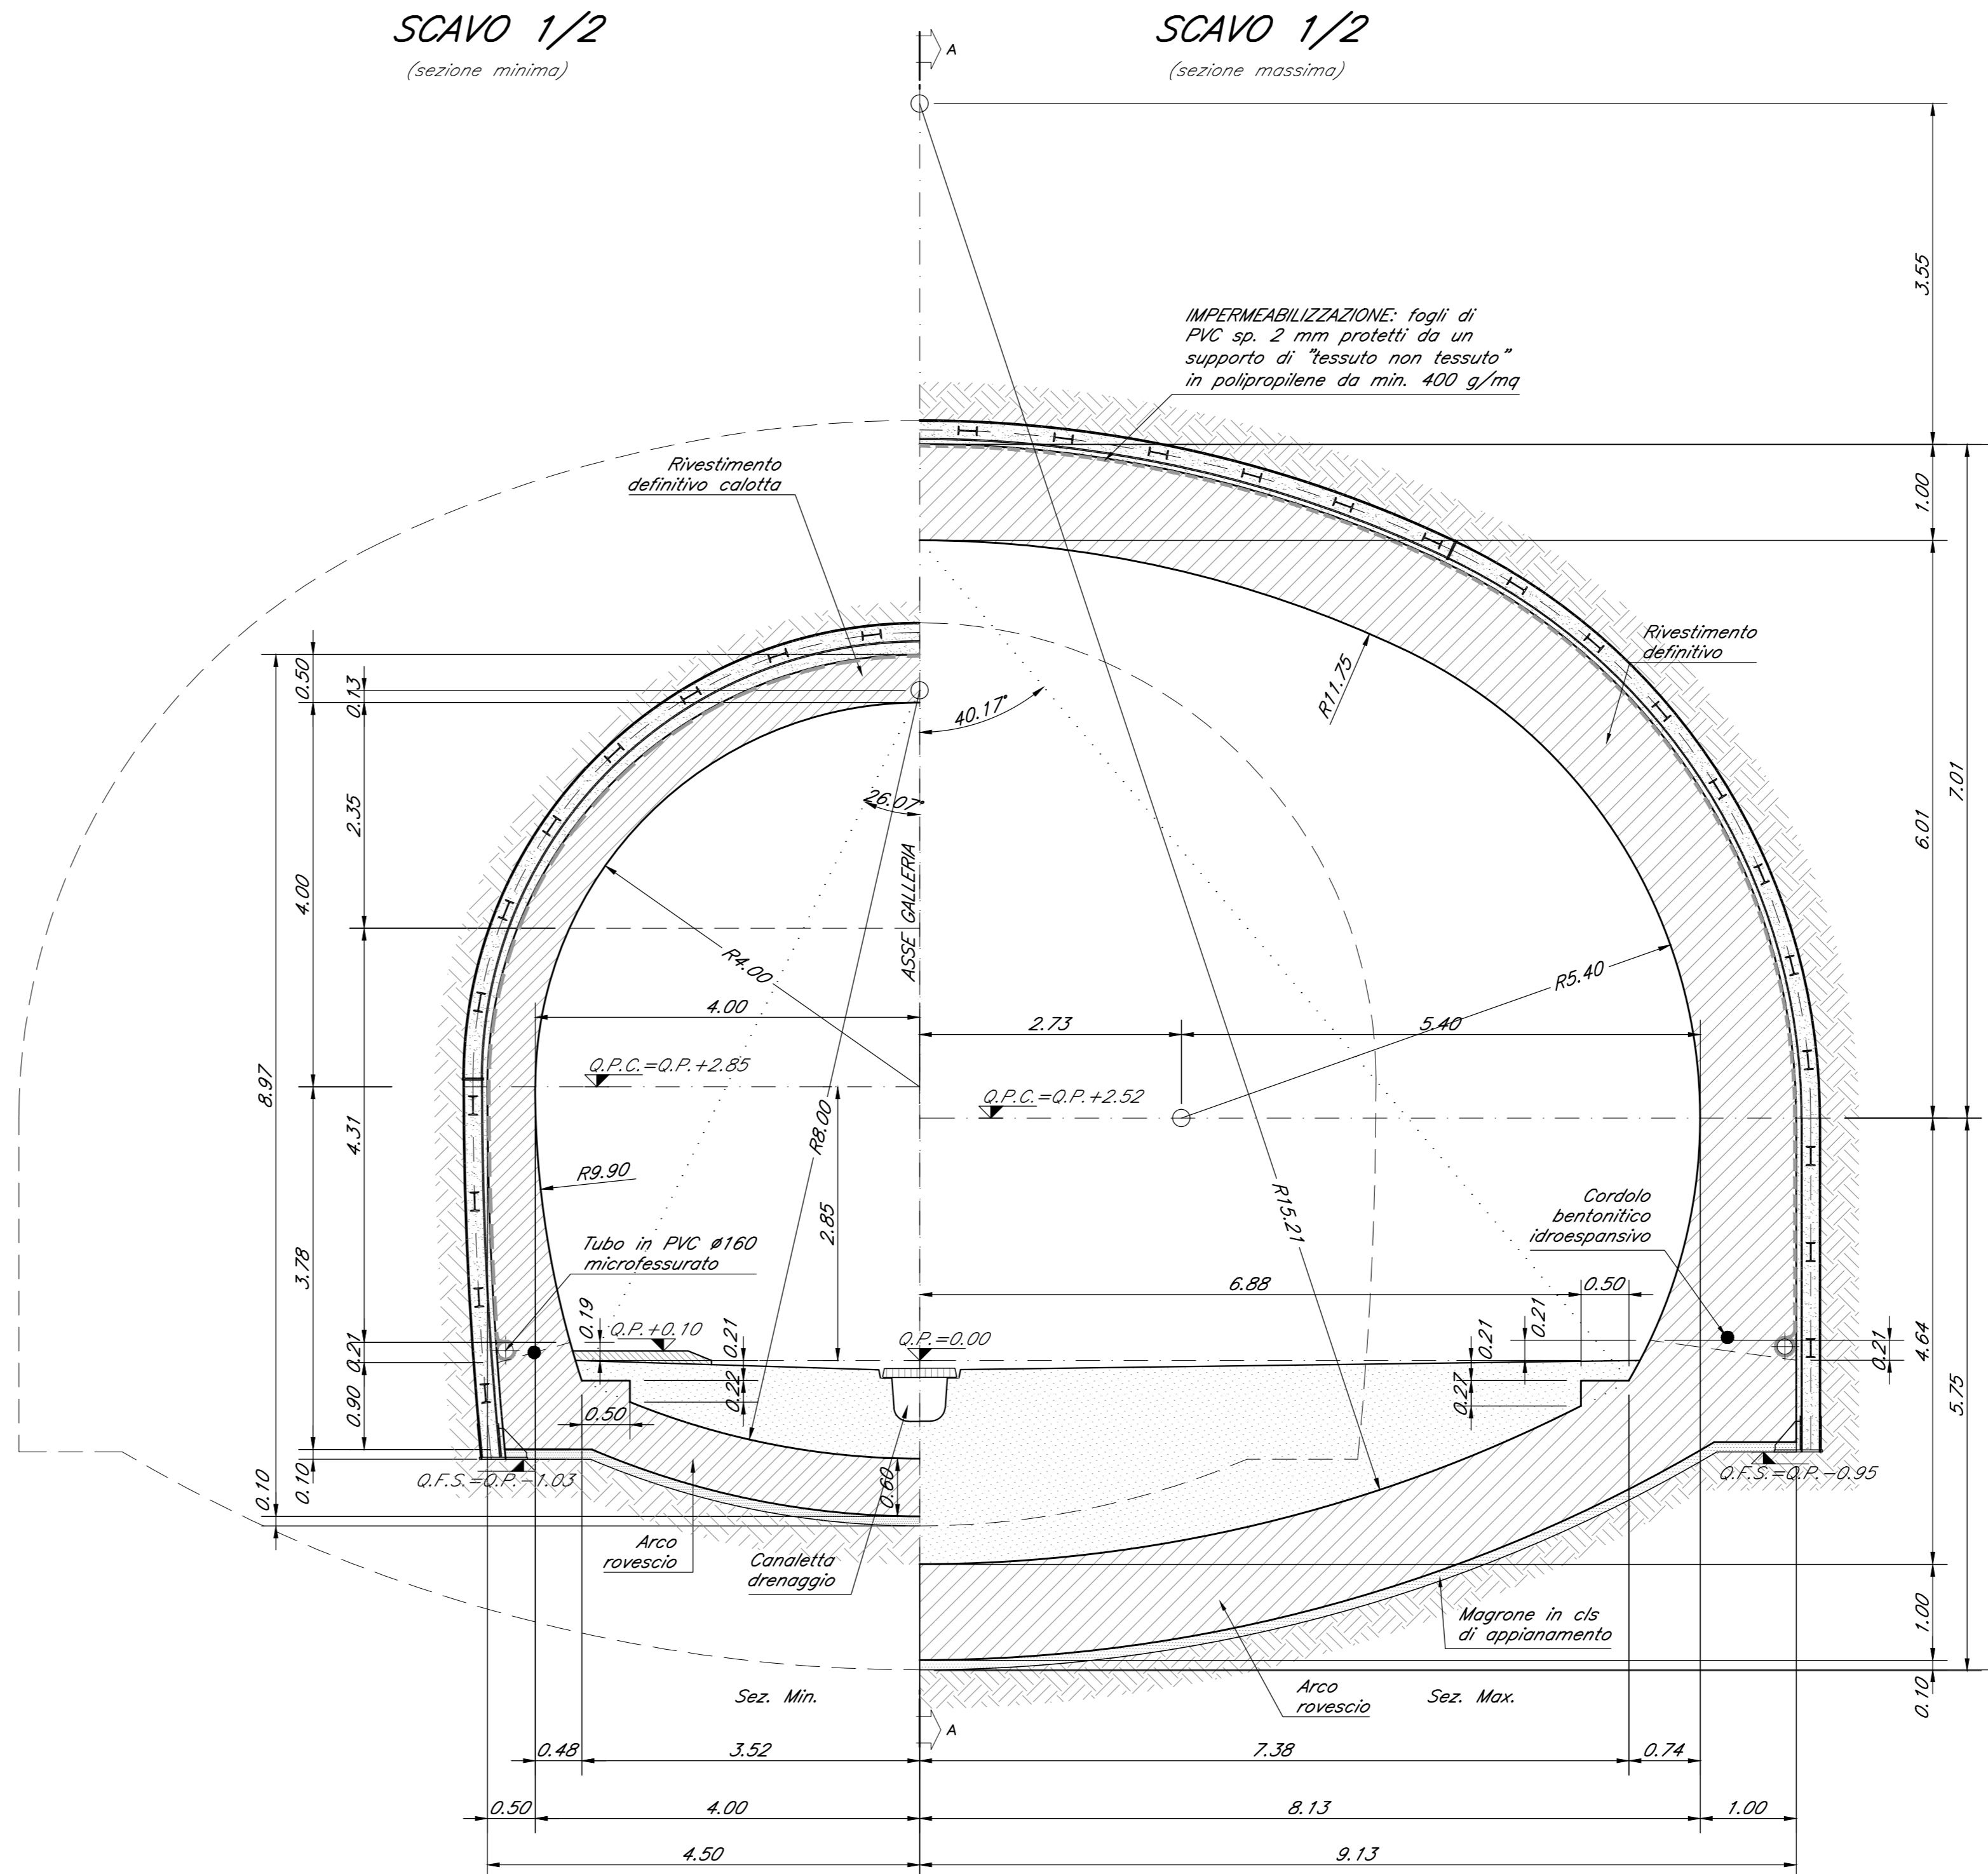 SCAVO 1/2
(sezione minima)
SCAVO 1/2
(sezione massima)
A
3.55
IMPERMEABILIZZAZIONE: fogli di
PVC sp. 2 mm protetti da un
supporto di "tessuto non tessuto"
in polipropilene da min. 400 g/mq
Rivestimento
definitivo calotta
1.00
Rivestimento
definitivo
0.50
0.13
40.17°
R11.75
26.07°
2.35
4.00
7.01
6.01
ASSE GALLERIA
R4.00
R5.40
4.00
2.73
5.40
8.97
Q.P.C.=Q.P.+2.85
Q.P.C.=Q.P.+2.52
4.31
R8.00
R9.90
2.85
R15.21
Cordolo
bentonitico
idroespansivo
3.78
Tubo in PVC ø160
microfessurato
6.88
0.50
0.19
Q.P.+0.10
0.21
Q.P.=0.00
0.21
0.21
0.21
4.64
5.75
0.21
0.90
0.22
0.27
0.50
0.10
0.10
Q.F.S.=Q.P.-1.03
0.60
Q.F.S.=Q.P.-0.95
Arco
rovescio
Canaletta
drenaggio
Magrone in cls
di appianamento
1.00
0.10
Sez. Min.
Arco
rovescio
Sez. Max.
A
0.48
3.52
7.38
0.74
0.50
4.00
8.13
1.00
4.50
9.13